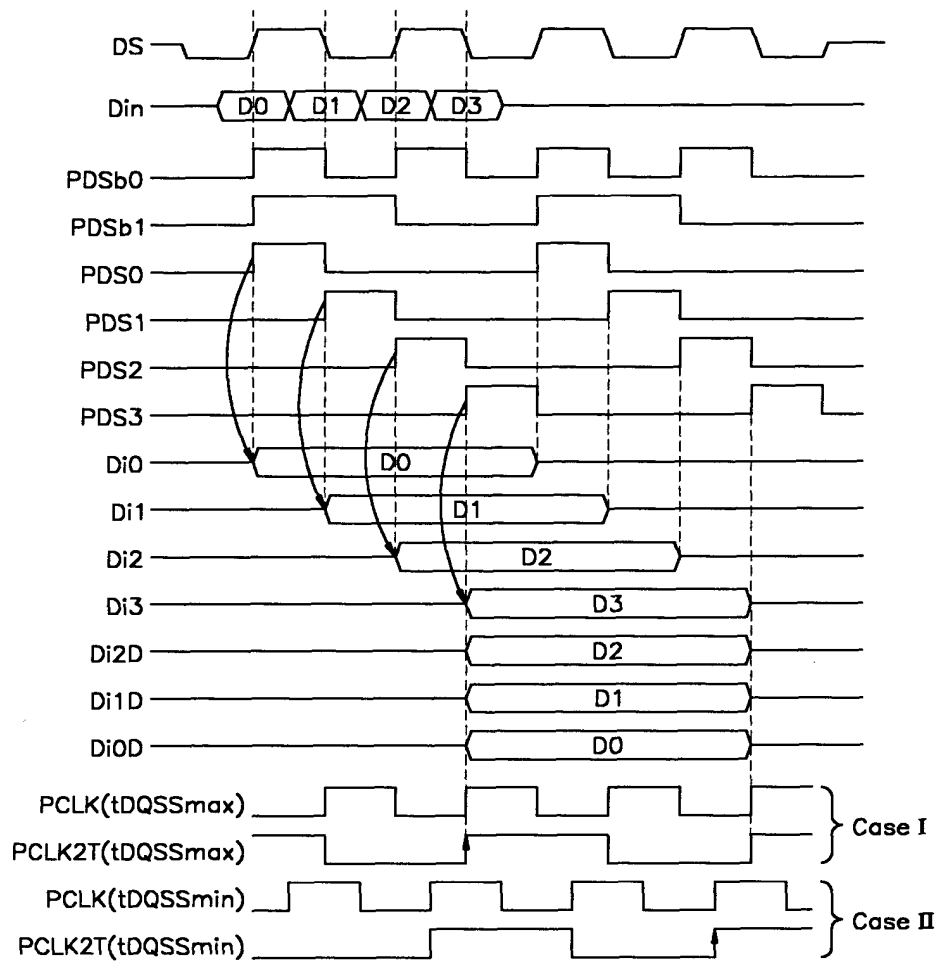 DS
Din D0 D1 D2 D3
PDSb0
PDSb1
PDS0
PDS1
PDS2
PDS3
Di0 D0
Di1 D1
Di2 D2
Di3 D3
Di2D D2
Di1D D1
Di0D D0
PCLK(tDQSSmax)
PCLK2T(tDQSSmax)
Case I
PCLK(tDQSSmin)
PCLK2T(tDQSSmin)
Case II